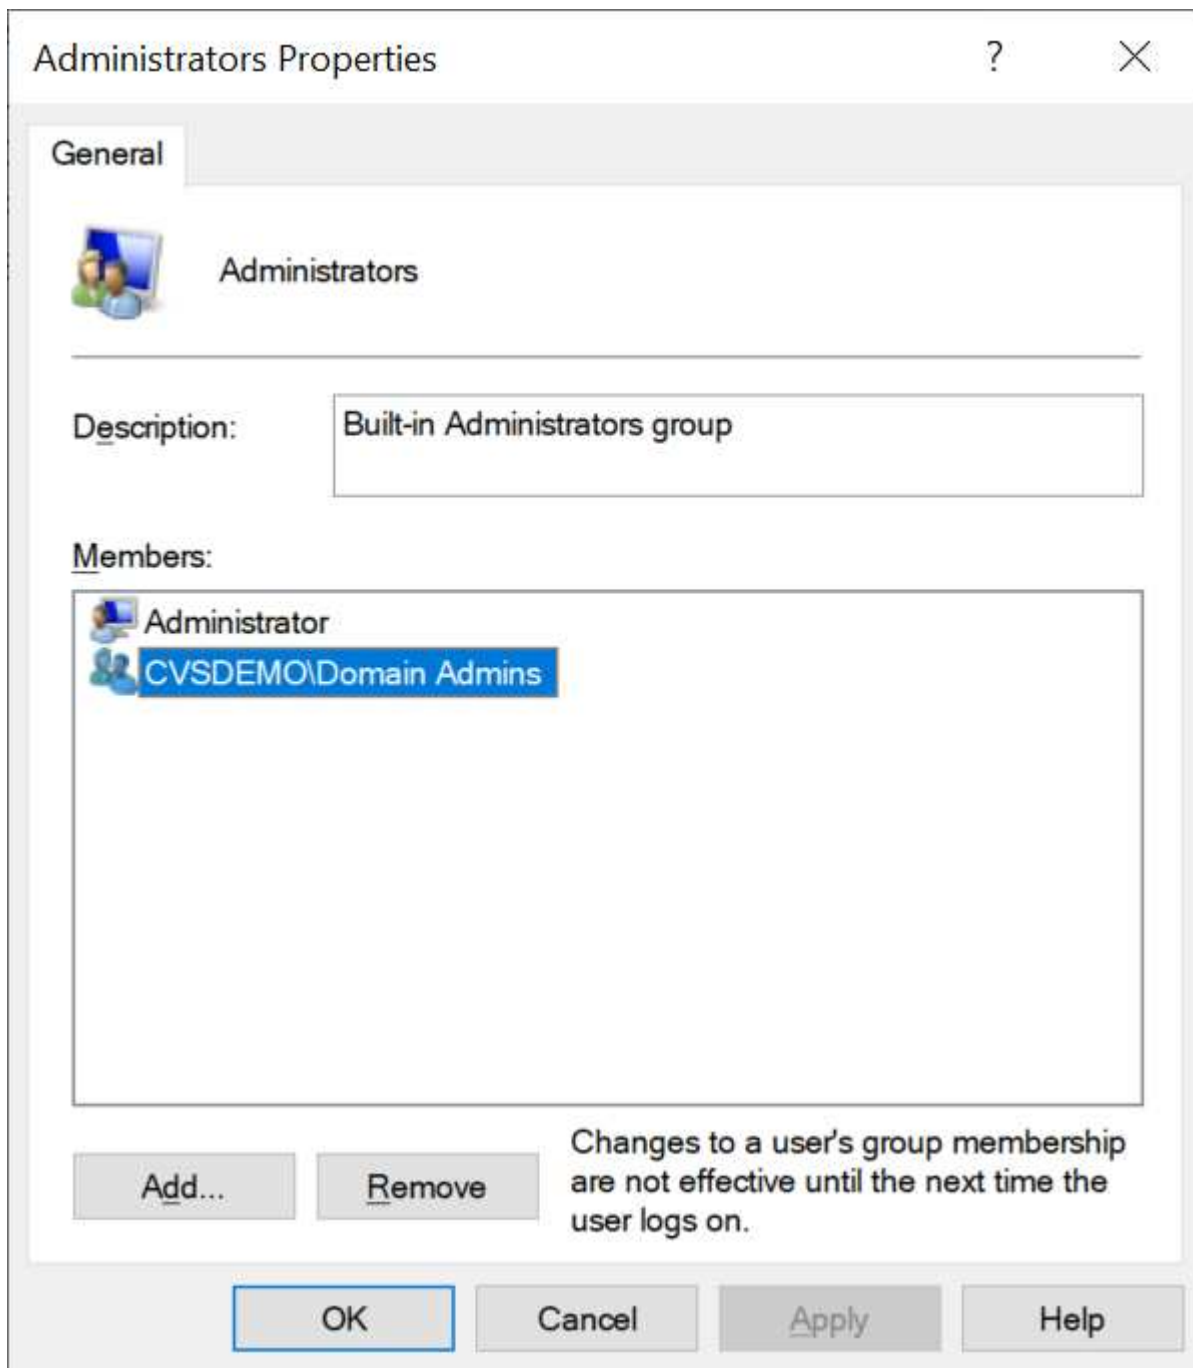 Administrators Properties
?
General
Administrators
Description:
Built-in Administrators group
Members:
Administrator
CVSDEMO\Domain Admins
Add...
Remove
Changes to a user's group membership
are not effective until the next time the
user logs on.
OK
Cancel
Apply
Help